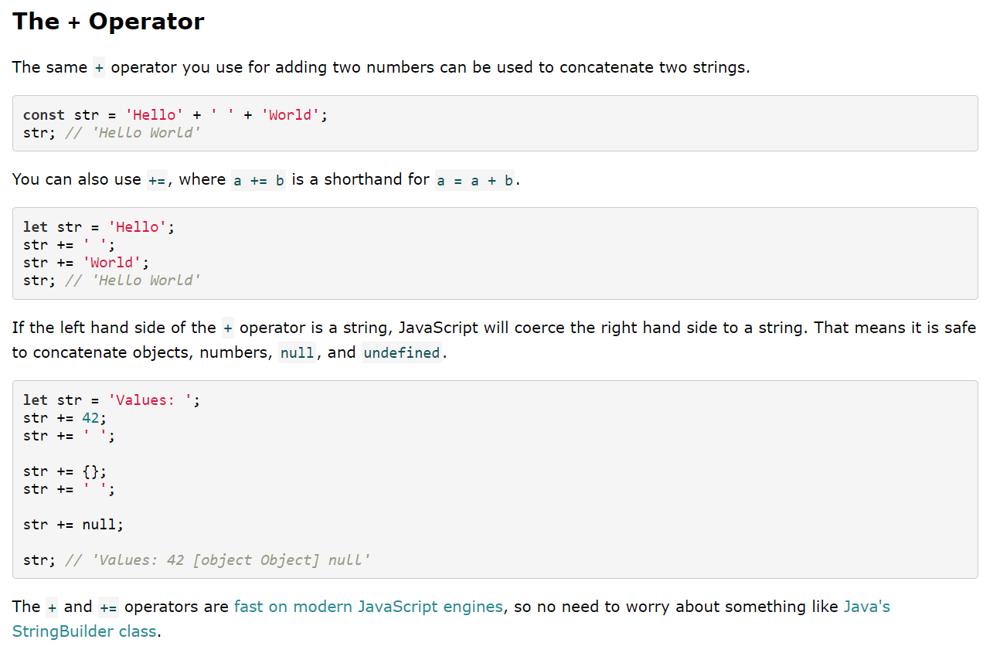 The + Operator
The same + operator you use for adding two numbers can be used to concatenate two strings.
const str = 'Hello' + ' ' + 'World';
str; // 'Hello World'
You can also use +=, where a += b is a shorthand for a = a + b.
let str = 'Hello';
str += ' ';
str += 'World';
str; // 'Hello World'
If the left hand side of the + operator is a string, JavaScript will coerce the right hand side to a string. That means it is safe
to concatenate objects, numbers, null, and undefined.
let str = 'Values: ';
str += 42;
str += ' ';
str += {};
str += ' ';
str += null;
str; // 'Values: 42 [object Object] null'
The + and += operators are fast on modern JavaScript engines, so no need to worry about something like Java's
StringBuilder class.